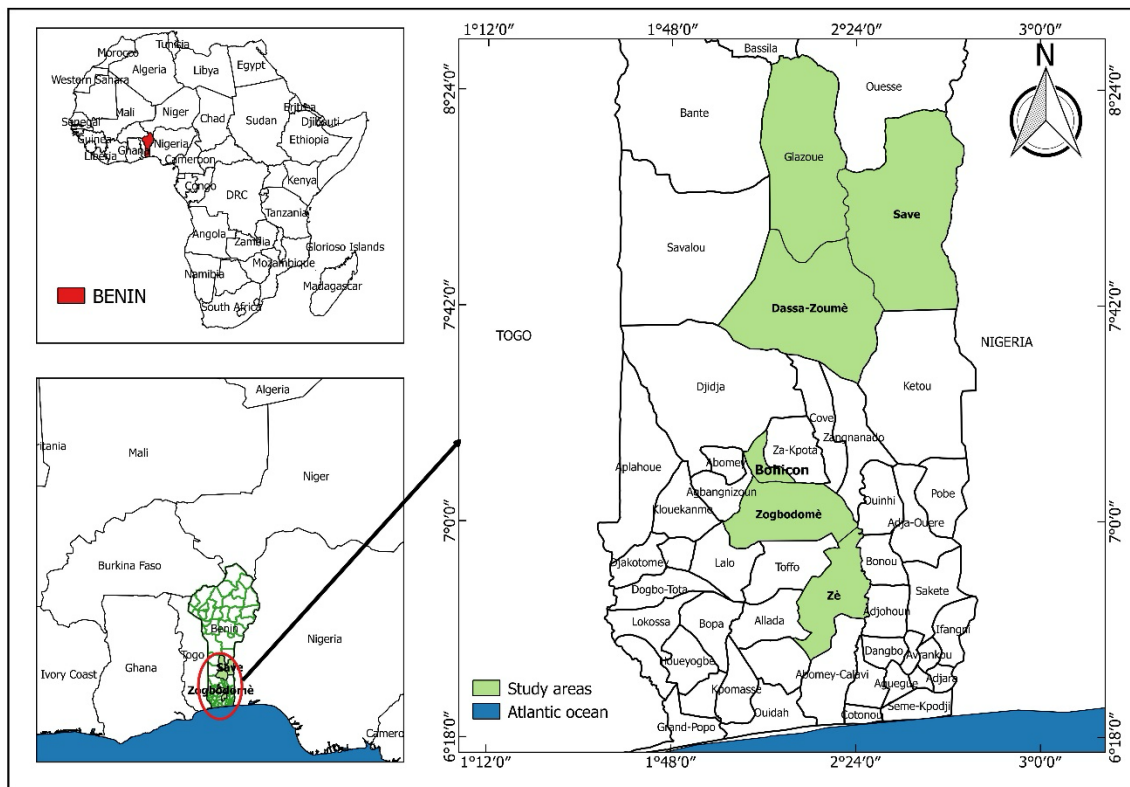 Tunisia
Morocco
Algeria
Libya
Egypt
Western Sahara
Mali
Niger
Chad
Sudan
Eritrea
Djibouti
Senegal
Guinea
Liberia
Ghana
Nigeria
Cameroon
Ethiopia
Congo
DRC
Kenya
Tanzania
Angola
Zambia
Glorioso Islands
Mozambique
Namibia
Madagascar
South Africa
BENIN
Algeria
ritania
Mali
Niger
Burkina Faso
Benin
Nigeria
Togo
Save
Ivory Coast
Ghana
Zogbodomè
Camero
1°12'0"
1°48'0"
2°24'0"
3°0'0"
8°24'0"
8°24'0"
7°42'0"
7°42'0"
7°0'0"
7°0'0"
6°18'0"
6°18'0"
1°12'0"
1°48'0"
2°24'0"
3°0'0"
N
Bassila
Ouesse
Bante
Glazoue
Save
Savalou
Dassa-Zoumè
TOGO
NIGERIA
Djidja
Ketou
Cove
Zangnanado
Za-Kpota
Abomey
Bohicon
Aplahoue
Agbangnizoun
Klouekanme
Zogbodomè
Ouinhi
Pobe
Adja-Ouere
Djakotomey
Lalo
Toffo
Bonou
Dogbo-Tota
Zè
Sakete
Lokossa
Bopa
Allada
Adjohoun
Ifangni
Houeyogbe
Dangbo
Avrankou
Abomey-Calavi
Aguegue
Adjara
Kpomasse
Ouidah
Cotonou
Seme-Kpodji
Grand-Popo
Study areas
Atlantic ocean